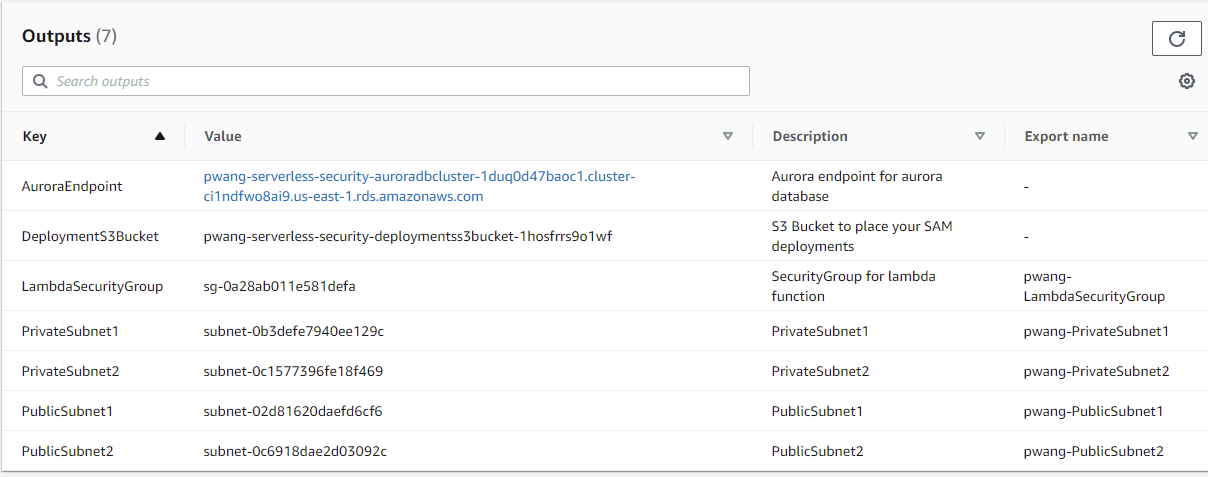 Outputs (7)
Search outputs
Key Value Description Export name
AuroraEndpoint
pwang-serverless-security-auroradbcluster-1duq0d47baoc1.cluster-
ci1ndfwo8ai9.us-east-1.rds.amazonaws.com
Aurora endpoint for aurora
database
-
DeploymentS3Bucket
pwang-serverless-security-deploymentss3bucket-1hosfrrs9o1wf
S3 Bucket to place your SAM
deployments
-
LambdaSecurityGroup
sg-0a28ab011e581defa
SecurityGroup for lambda
function
pwang-
LambdaSecurityGroup
PrivateSubnet1 subnet-0b3defe7940ee129c PrivateSubnet1 pwang-PrivateSubnet1
PrivateSubnet2 subnet-0c1577396fe18f469 PrivateSubnet2 pwang-PrivateSubnet2
PublicSubnet1 subnet-02d81620daefd6cf6 PublicSubnet1 pwang-PublicSubnet1
PublicSubnet2 subnet-0c6918dae2d03092c PublicSubnet2 pwang-PublicSubnet2